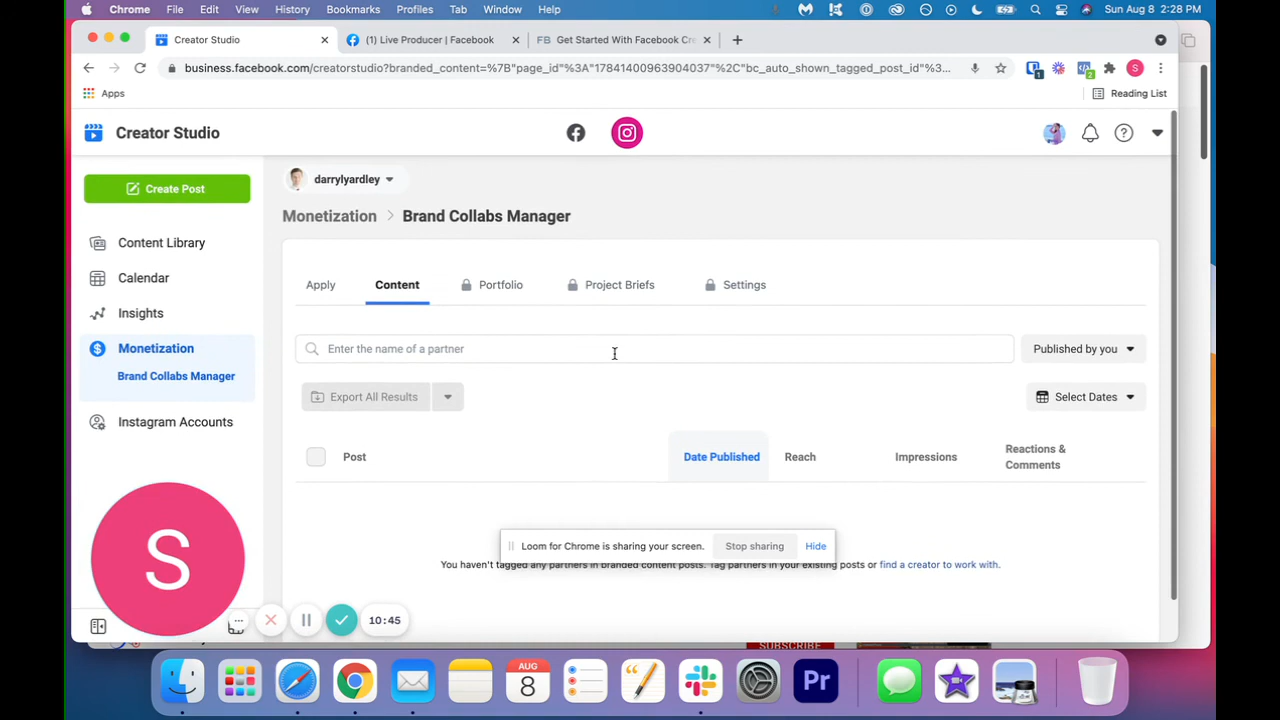 Chrome File Edit View History Bookmarks Profiles Tab Window Help Sun Aug 8 2:28 PM
Creator Studio (1) Live Producer | Facebook FB Get Started With Facebook Cr
business.facebook.com/creatorstudio?branded_content=%7B"page_id"%3A"17841400963904037"%2C"bc_auto_shown_tagged_post_id"%3... 1 2 S
Apps Reading List
Creator Studio
Create Post
Content Library
Calendar
Insights
Monetization
Brand Collabs Manager
Instagram Accounts
S
darrylyardley
Monetization > Brand Collabs Manager
Apply Content Portfolio Project Briefs Settings
Enter the name of a partner Published by you
Export All Results Select Dates
Post Date Published Reach Impressions Reactions &
Comments
Loom for Chrome is sharing your screen. Stop sharing Hide
You haven't tagged any partners in branded content posts. Tag partners in your existing posts or find a creator to work with.
10:45
SUBSCRIBE
AUG
8
Pr